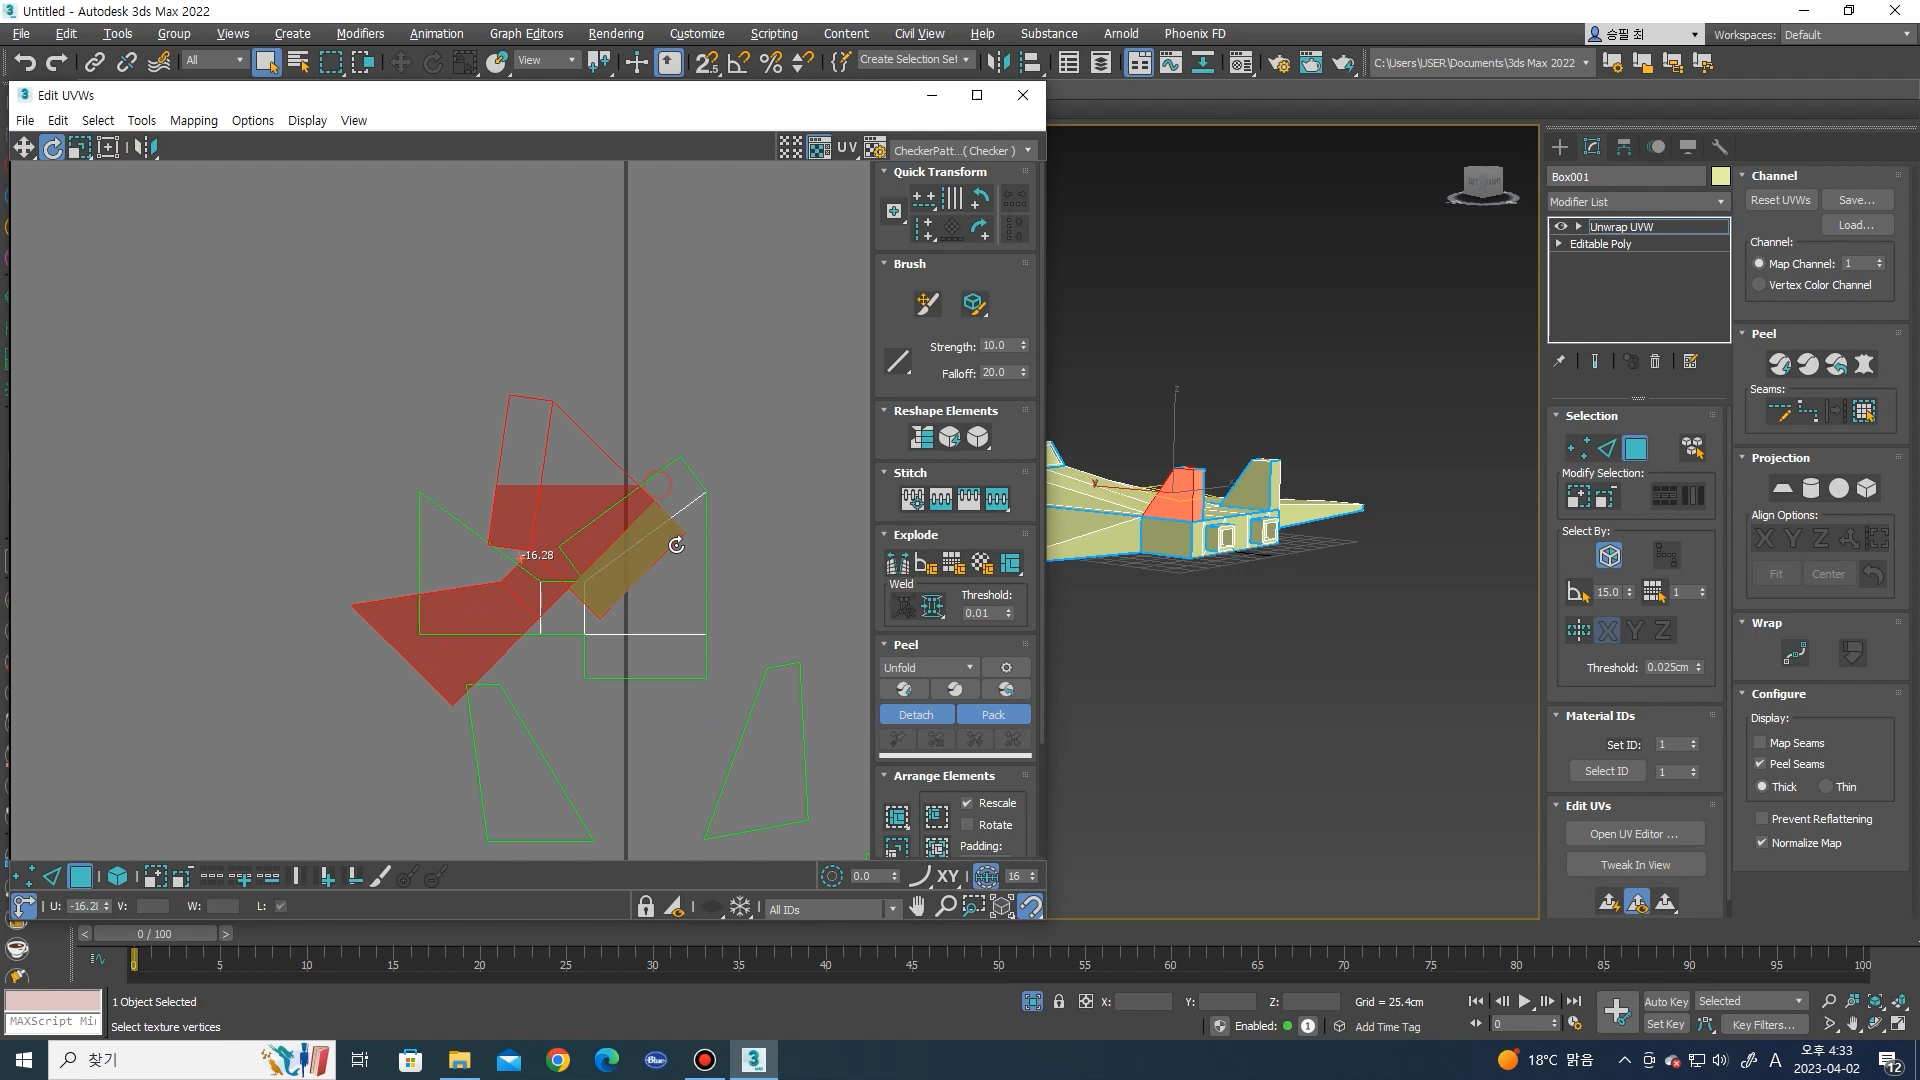 Untitled - Autodesk 3ds Max 2022
File Edit Tools Group Views Create Modifiers Animation Graph Editors Rendering Customize Scripting Civil View Content Help Substance Arnold Phoenix FD
승필 최 Workspaces: Default
All View Create Selection Set C:\Users\USER\Documents\3ds Max 2022
Edit UVWs
File Edit Select Tools Mapping Options Display View
UV CheckerPatt...( Checker )
Quick Transform
Brush
Strength: 10.0
Falloff: 20.0
Reshape Elements
Stitch
Explode
Weld
Threshold:
0.01
Peel
Unfold
Detach Pack
Arrange Elements
Rescale
Rotate
Padding:
-16.28
0.0 XY 16
U: -16.28 V: W: L: All IDs
z
y
Box001
Modifier List
Unwrap UVW
Editable Poly
Selection
Modify Selection:
Select By:
15.0 1
X Y Z
Threshold: 0.025cm
Material IDs
Set ID: 1
Select ID 1
Edit UVs
Open UV Editor ...
Tweak In View
Channel
Reset UVWs Save...
Load...
Channel:
Map Channel: 1
Vertex Color Channel
Peel
Seams:
Projection
Align Options:
X Y Z
Fit Center
Wrap
Configure
Display:
Map Seams
Peel Seams
Thick Thin
Prevent Reflattening
Normalize Map
< 0 / 100 >
0 5 10 15 20 25 30 35 40 45 50 55 60 65 70 75 80 85 90 95 100
1 Object Selected X: Y: Z: Grid = 25.4cm Auto Key Selected
MAXScript Mi Select texture vertices Enabled: 1 Add Time Tag 0 Set Key Key Filters...
찾기 Blue 18°C 맑음 A 오후 4:33
2023-04-02 12